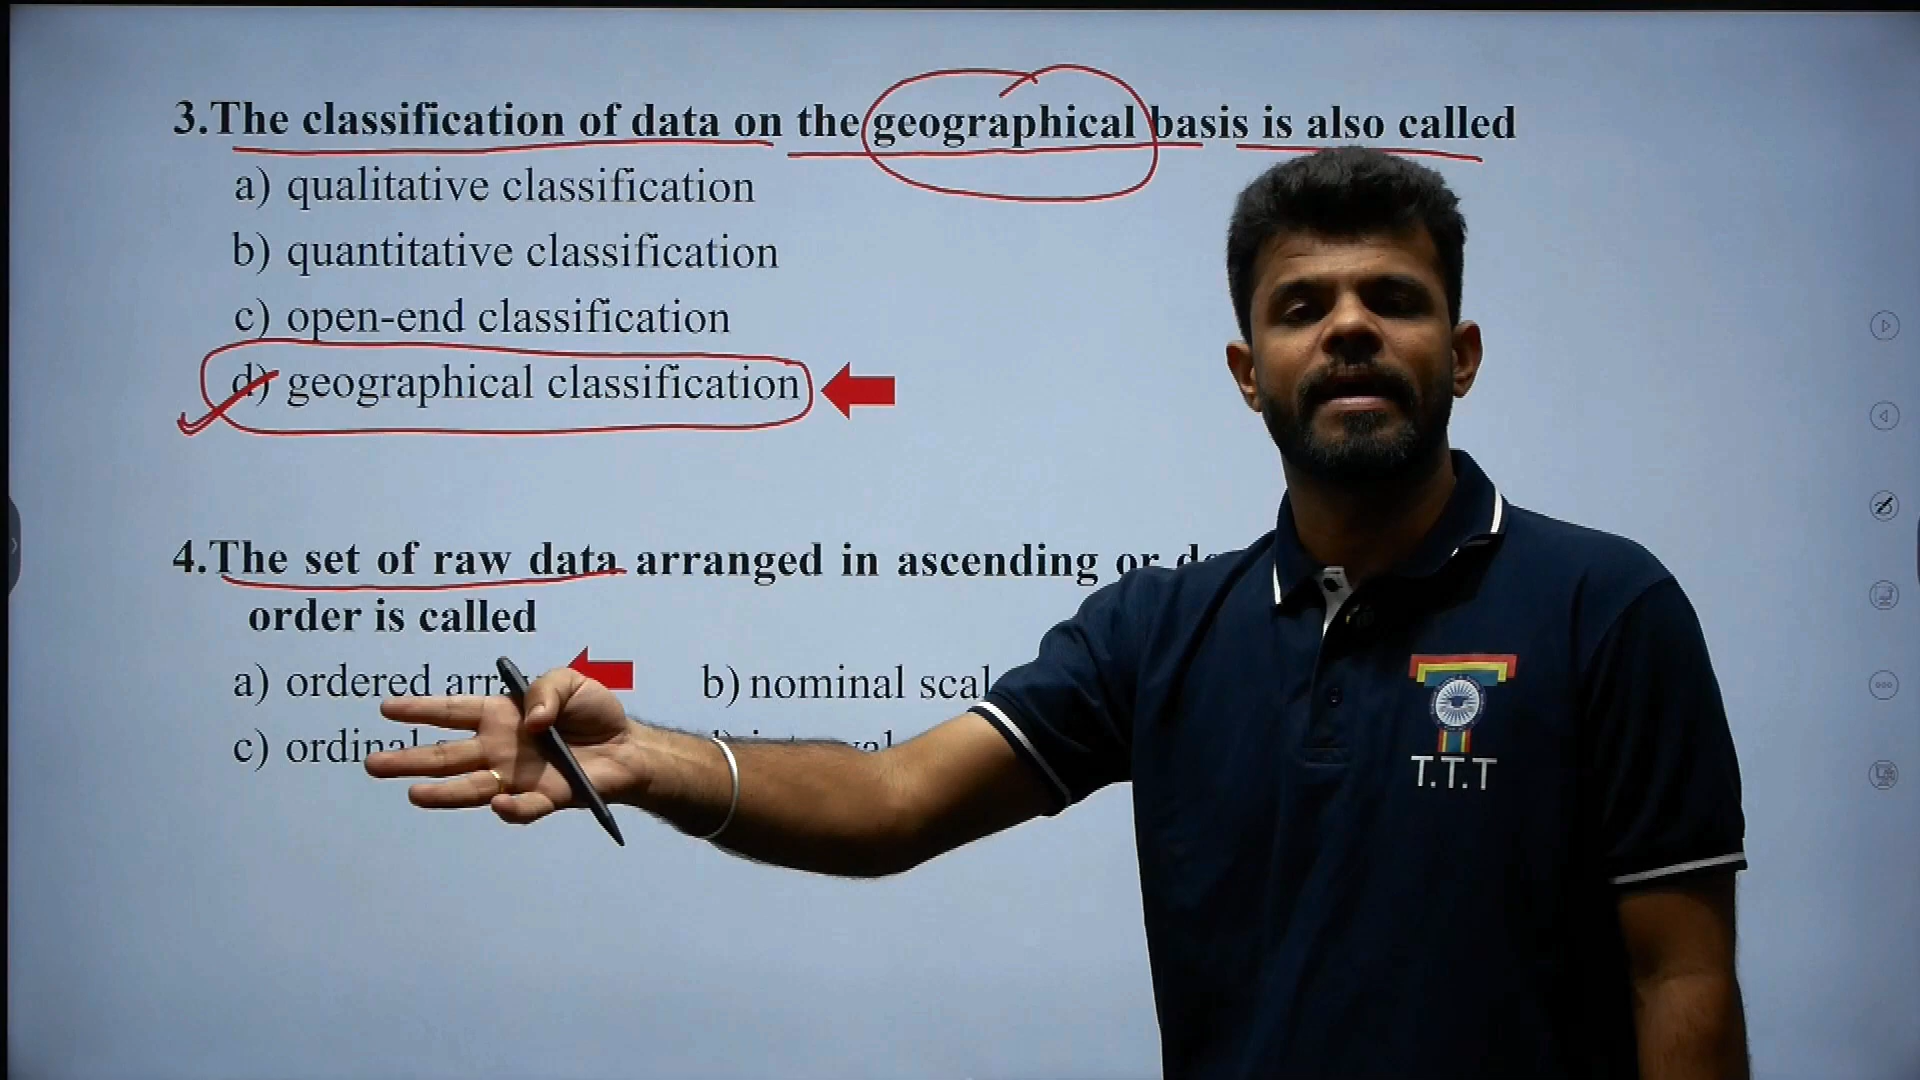 3.The classification of data on the geographical basis is also called
a) qualitative classification
b) quantitative classification
c) open-end classification
d) geographical classification
4.The set of raw data arranged in ascending or
order is called
a) ordered
b) nominal
c)
T.T.T